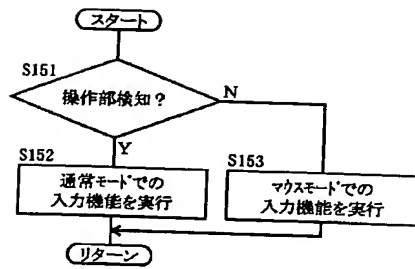 スタート
S151
操作部検知?
N
Y
S152
通常モードでの
入力機能を実行
S153
マウスモードでの
入力機能を実行
リターン